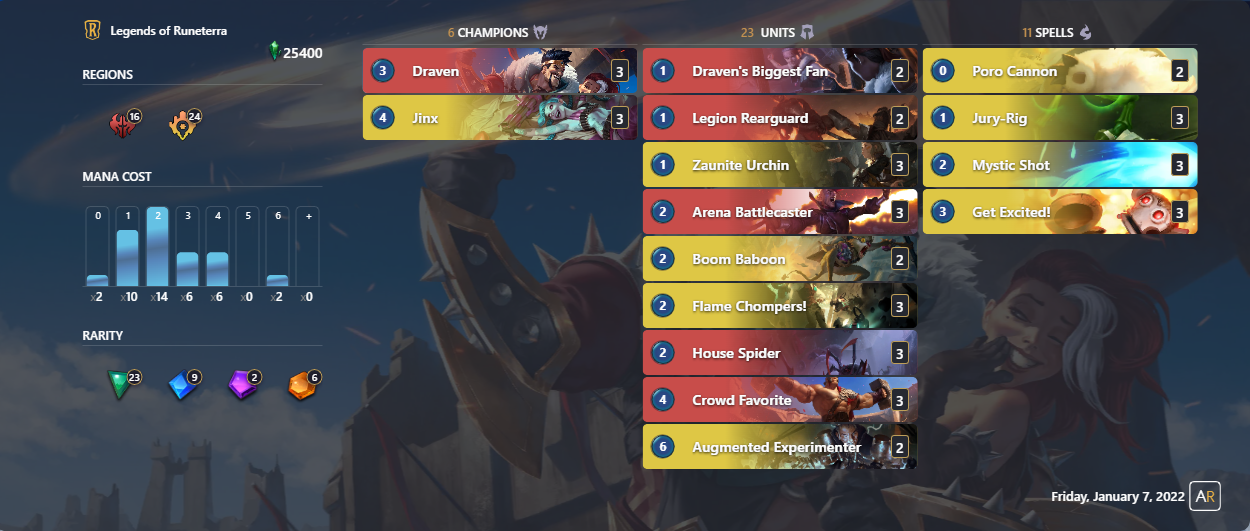 Legends of Runeterra
25400
REGIONS
16
24
MANA COST
0 1 2 3 4 5 6 +
x2 x10 x14 x6 x6 x0 x2 x0
RARITY
23
9
2
6
6 CHAMPIONS
3 Draven 3
4 Jinx 3
23 UNITS
1 Draven's Biggest Fan 2
1 Legion Rearguard 2
1 Zaunite Urchin 3
2 Arena Battlecaster 3
2 Boom Baboon 2
2 Flame Chompers! 3
2 House Spider 3
4 Crowd Favorite 3
6 Augmented Experimenter 2
11 SPELLS
0 Poro Cannon 2
1 Jury-Rig 3
2 Mystic Shot 3
3 Get Excited! 3
Friday, January 7, 2022 AR